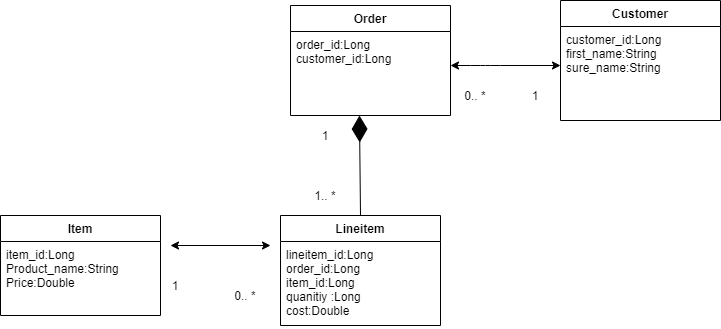 Order
order_id:Long
customer_id:Long
Customer
customer_id:Long
first_name:String
sure_name:String
0.. *
1
1
1.. *
Item
item_id:Long
Product_name:String
Price:Double
1
0.. *
Lineitem
lineitem_id:Long
order_id:Long
item_id:Long
quanitiy :Long
cost:Double